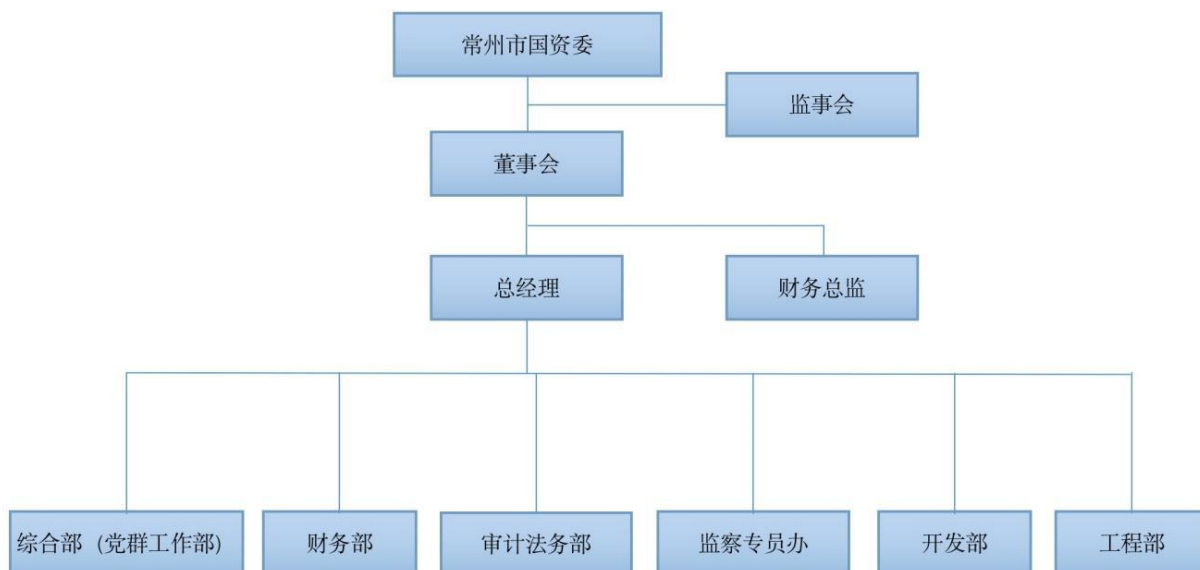 常州市国资委
监事会
董事会
总经理
财务总监
综合部（党群工作部）
财务部
审计法务部
监察专员办
开发部
工程部